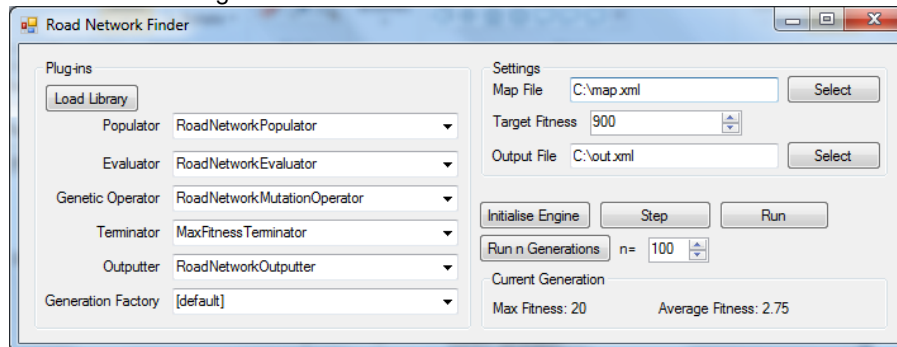 Road Network Finder
Plug-ins
Load Library
Populator RoadNetworkPopulator
Evaluator RoadNetworkEvaluator
Genetic Operator RoadNetworkMutationOperator
Terminator MaxFitnessTerminator
Outputter RoadNetworkOutputter
Generation Factory [default]
Settings
Map File C:\map.xml Select
Target Fitness 900
Output File C:\out.xml Select
Initialise Engine Step Run
Run n Generations n= 100
Current Generation
Max Fitness: 20 Average Fitness: 2.75